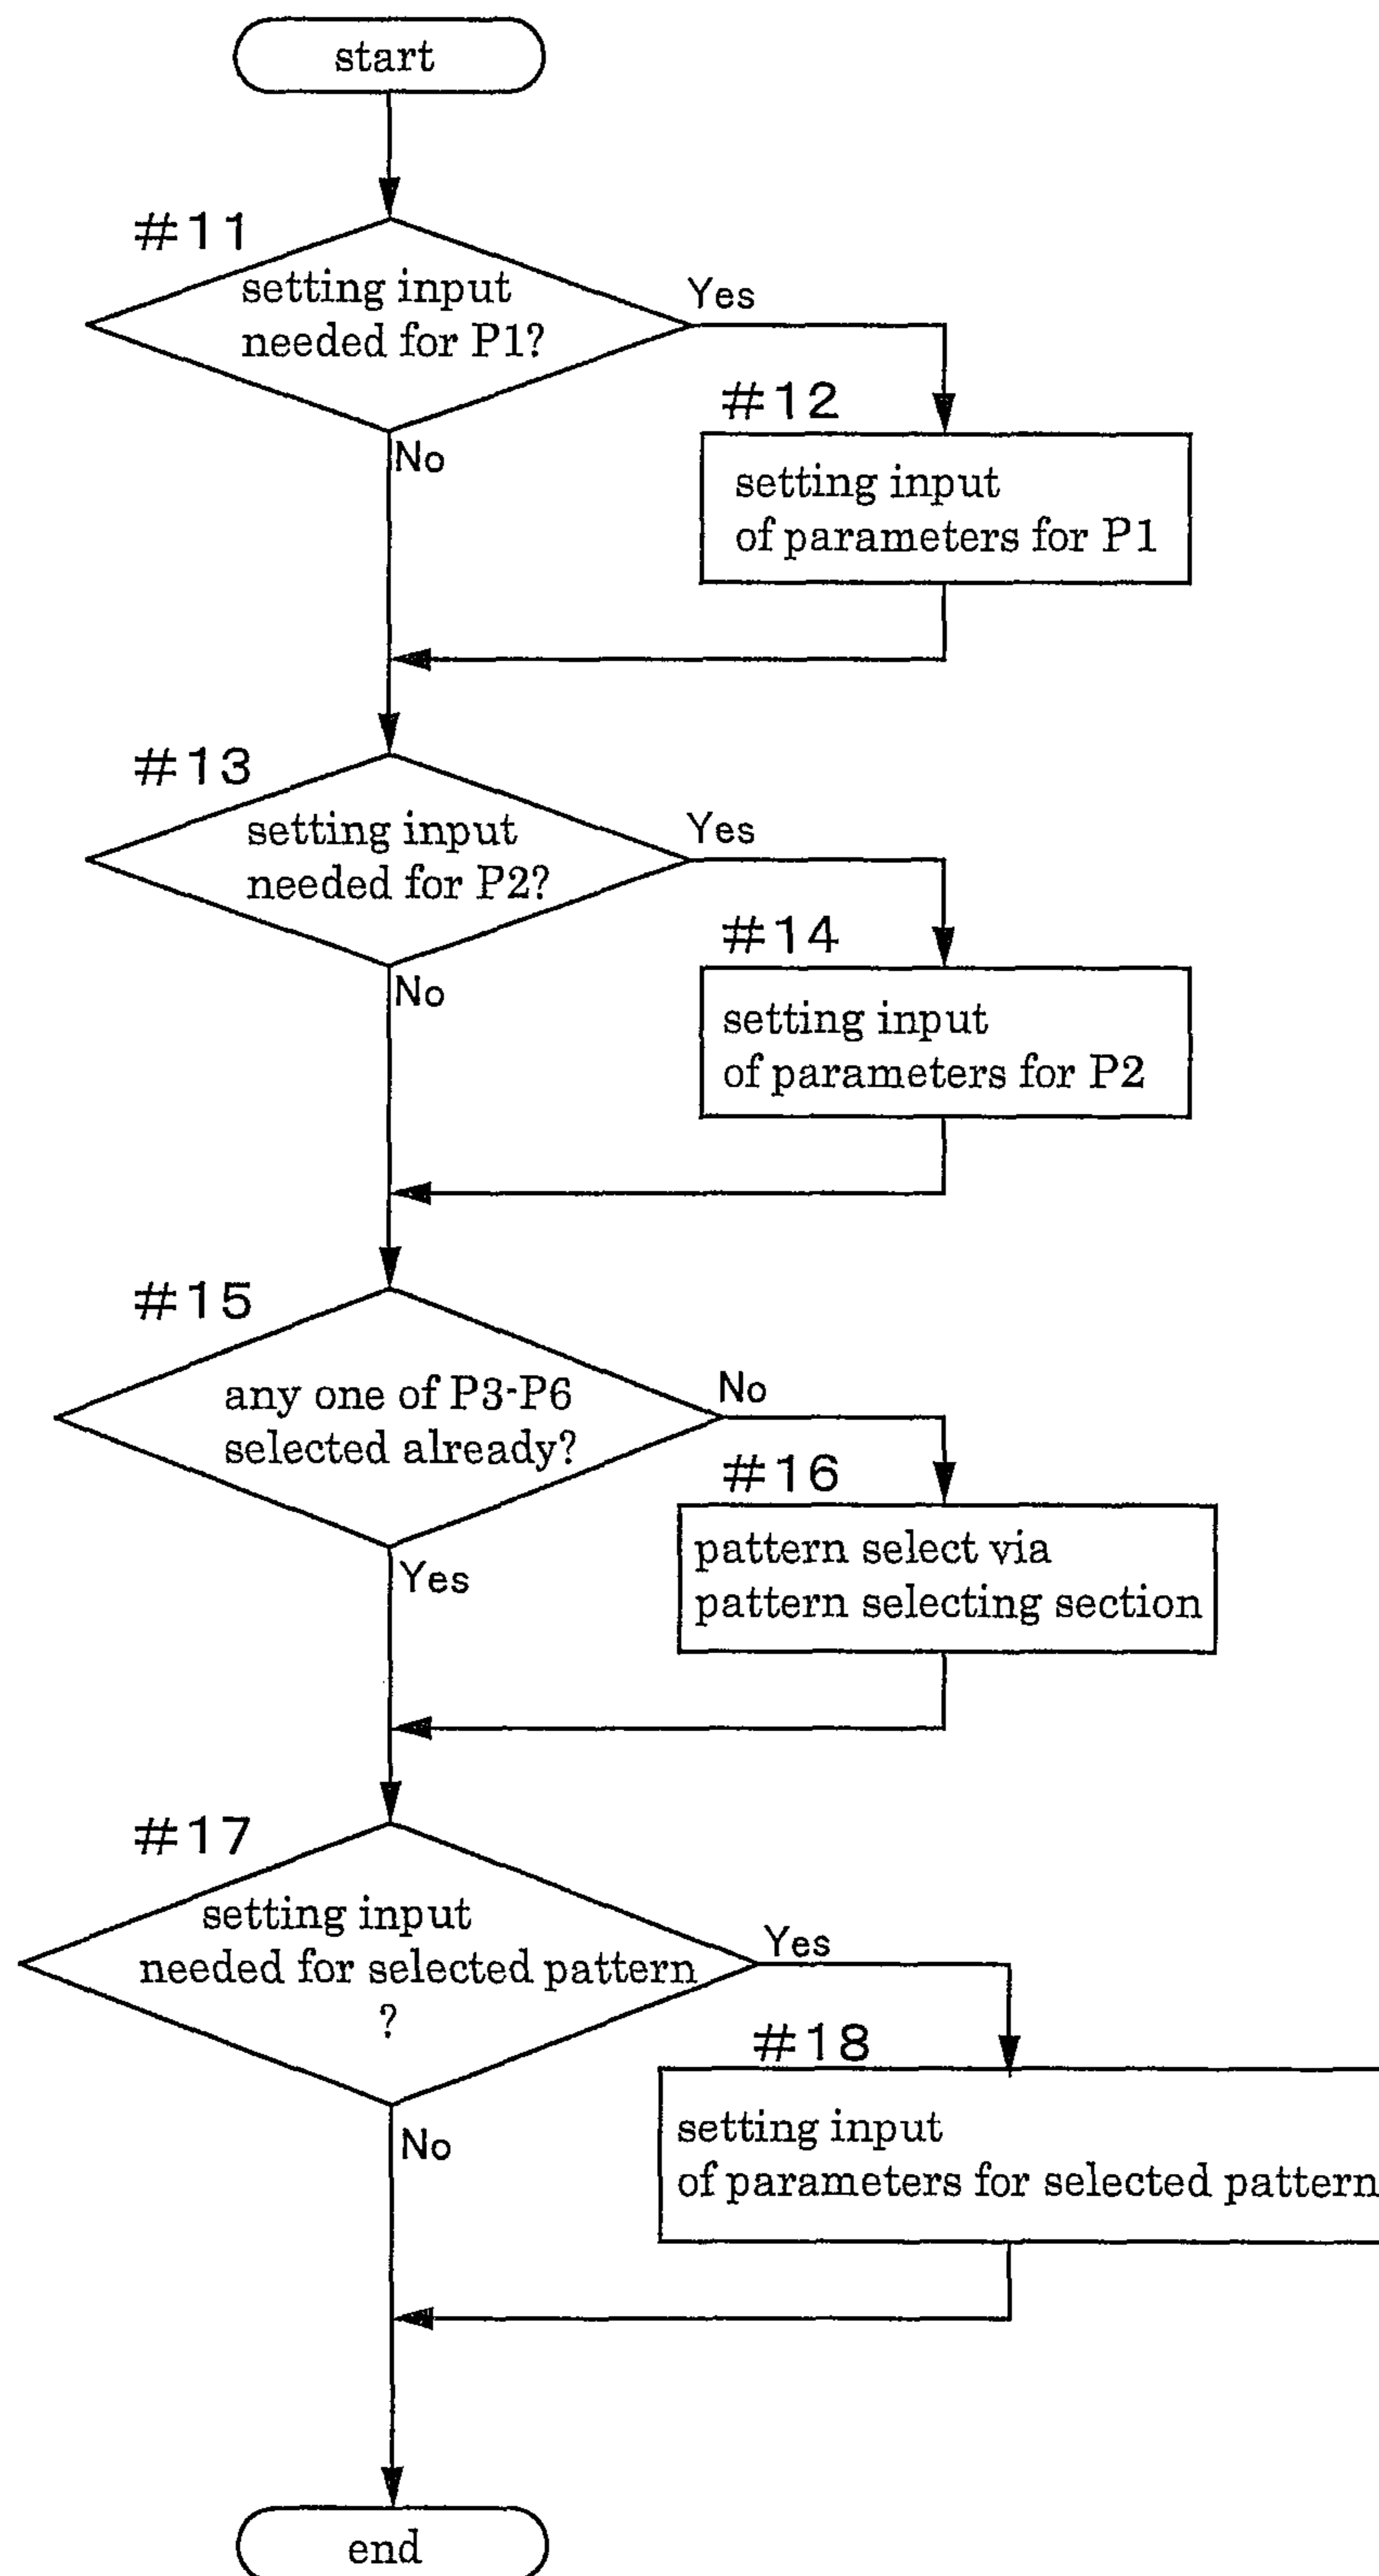 start
#11
setting input
needed for P1?
Yes
No
#12
setting input
of parameters for P1
#13
setting input
needed for P2?
Yes
No
#14
setting input
of parameters for P2
#15
any one of P3-P6
selected already?
No
Yes
#16
pattern select via
pattern selecting section
#17
setting input
needed for selected pattern
?
Yes
No
#18
setting input
of parameters for selected pattern
end